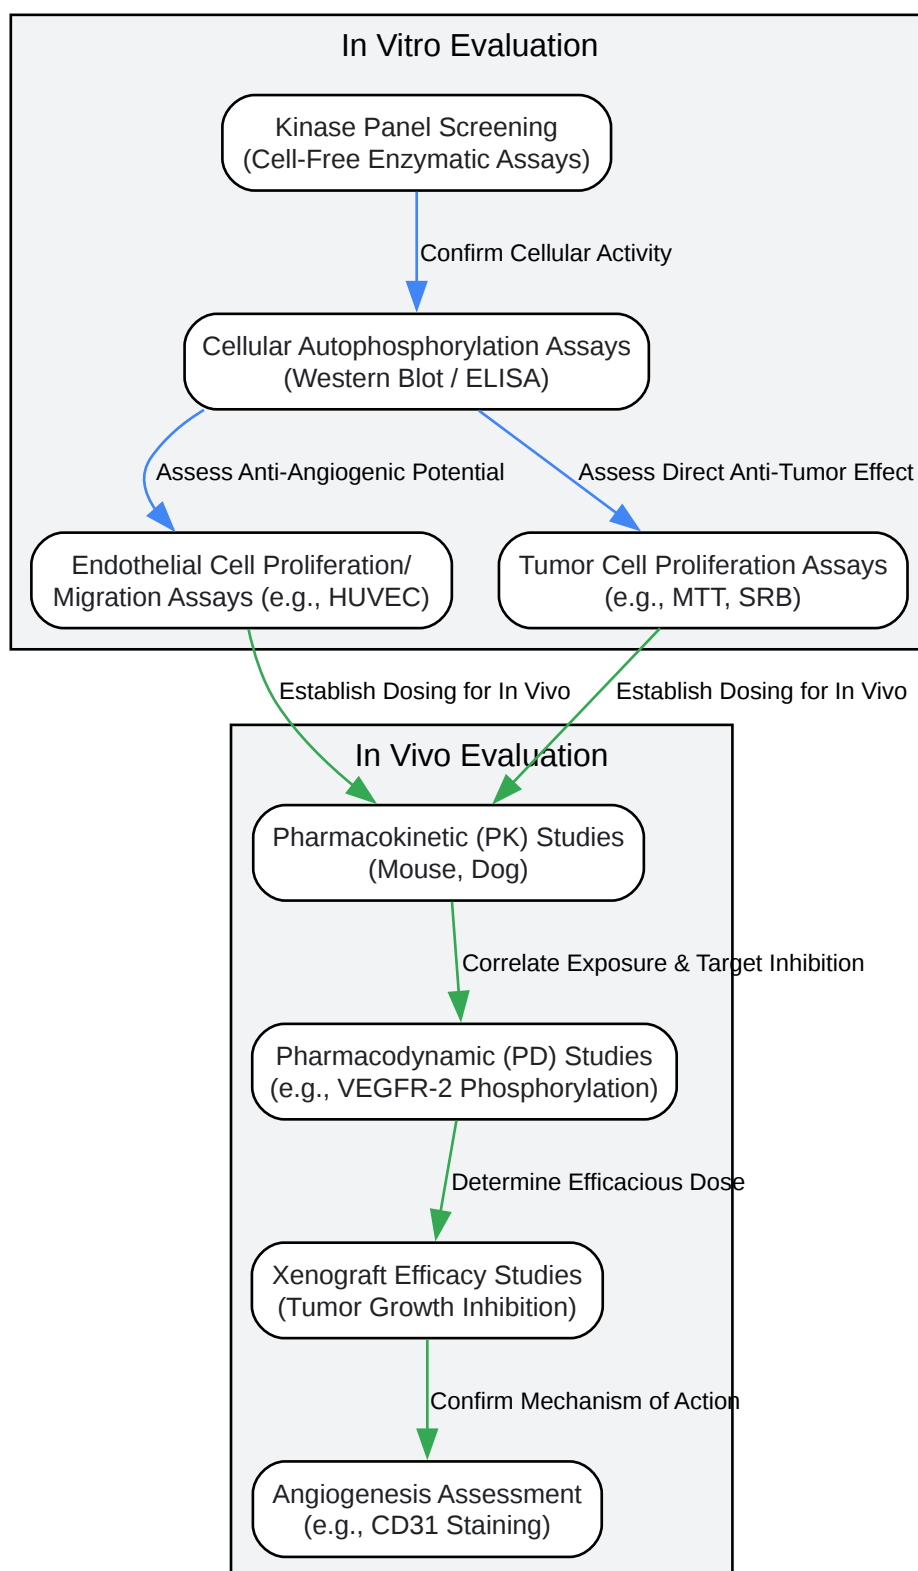 In Vitro Evaluation
Kinase Panel Screening
(Cell-Free Enzymatic Assays)
Confirm Cellular Activity
Cellular Autophosphorylation Assays
(Western Blot / ELISA)
Assess Anti-Angiogenic Potential
Assess Direct Anti-Tumor Effect
Endothelial Cell Proliferation/
Migration Assays (e.g., HUVEC)
Tumor Cell Proliferation Assays
(e.g., MTT, SRB)
Establish Dosing for In Vivo
Establish Dosing for In Vivo
In Vivo Evaluation
Pharmacokinetic (PK) Studies
(Mouse, Dog)
Correlate Exposure & Target Inhibition
Pharmacodynamic (PD) Studies
(e.g., VEGFR-2 Phosphorylation)
Determine Efficacious Dose
Xenograft Efficacy Studies
(Tumor Growth Inhibition)
Confirm Mechanism of Action
Angiogenesis Assessment
(e.g., CD31 Staining)